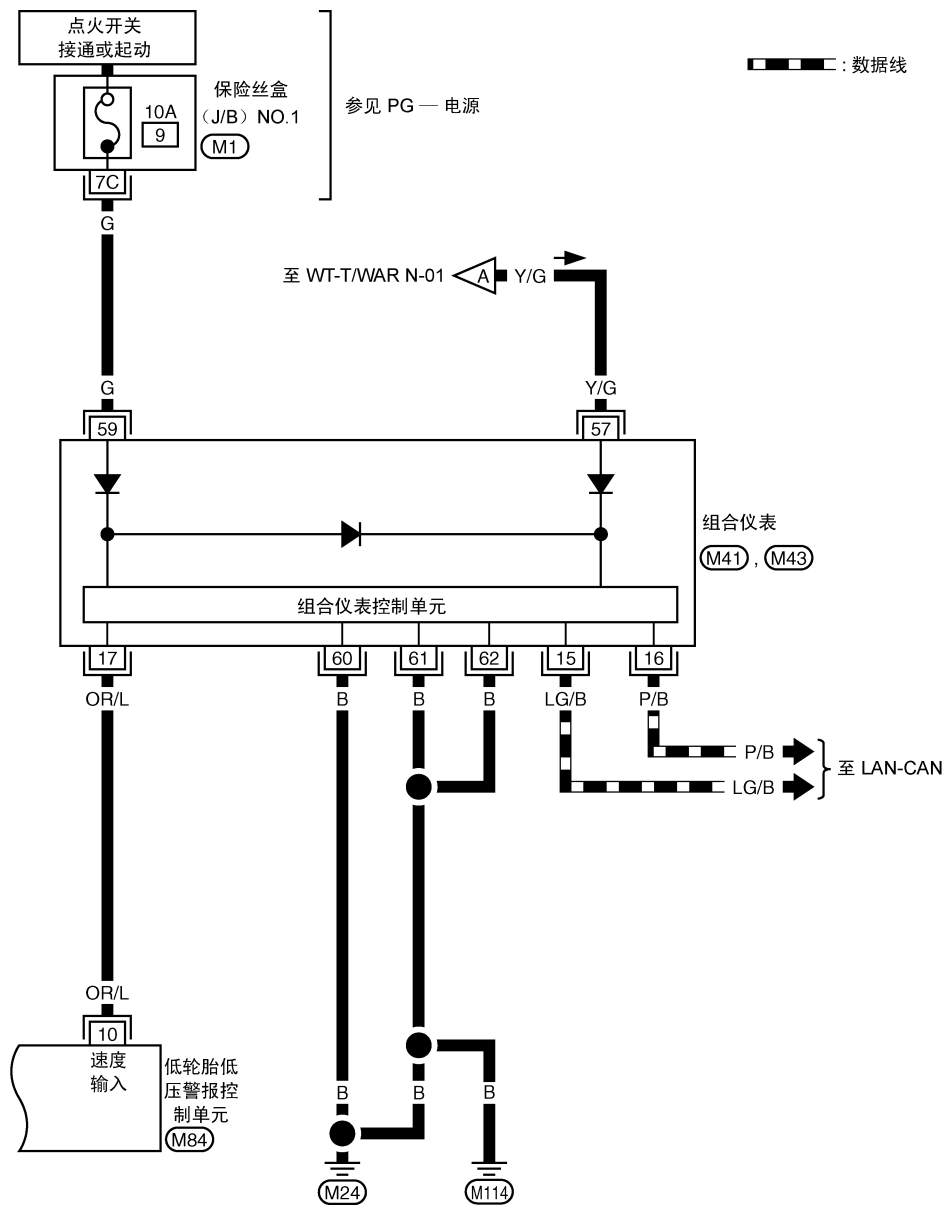 点火开关
接通或起动
保险丝盒
（J/B）NO.1
M1
10A
9
7C
参见 PG — 电源
: 数据线
G
至 WT-T/WAR N-01
A
Y/G
G
Y/G
59
57
组合仪表
M41 , M43
组合仪表控制单元
17
60
61
62
15
16
OR/L
B
B
B
LG/B
P/B
P/B
LG/B
至 LAN-CAN
OR/L
10
速度
输入
低轮胎低
压警报控
制单元
M84
B
B
B
M24
M114